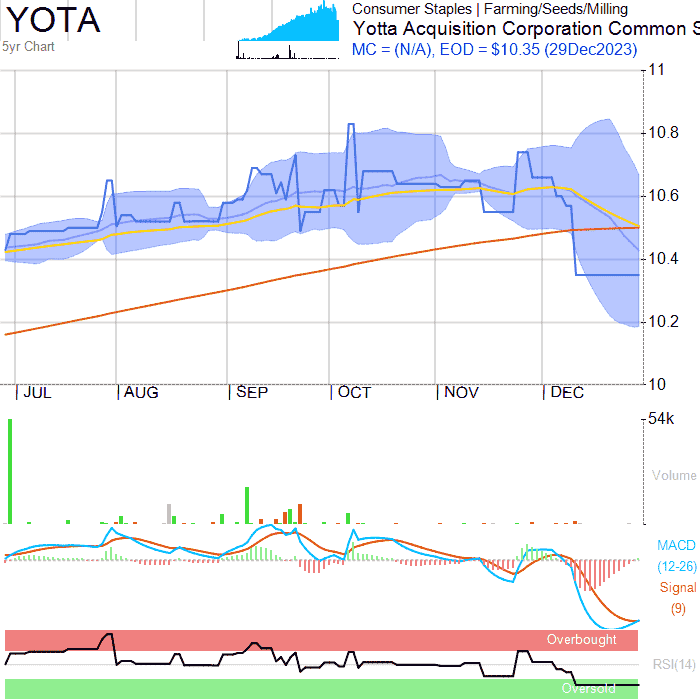 YOTA
5yr Chart
Consumer Staples | Farming/Seeds/Milling
Yotta Acquisition Corporation Common S
MC = (N/A), EOD = $10.35 (29Dec2023)
11
10.8
10.6
10.4
10.2
10
JUL AUG SEP OCT NOV DEC
54k
Volume
MACD
(12-26)
Signal
(9)
Overbought
RSI(14)
Oversold